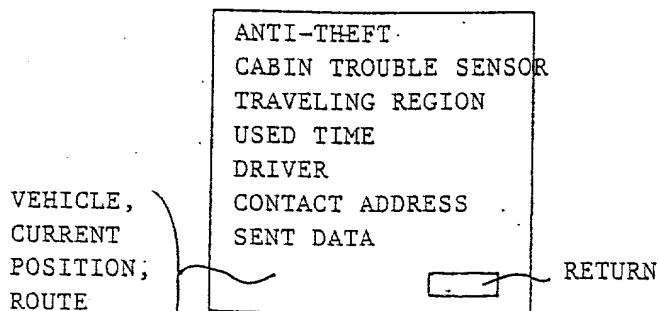 ANTI-THEFT
CABIN TROUBLE SENSOR
TRAVELING REGION
USED TIME
DRIVER
CONTACT ADDRESS
SENT DATA
VEHICLE,
CURRENT
POSITION,
ROUTE
RETURN